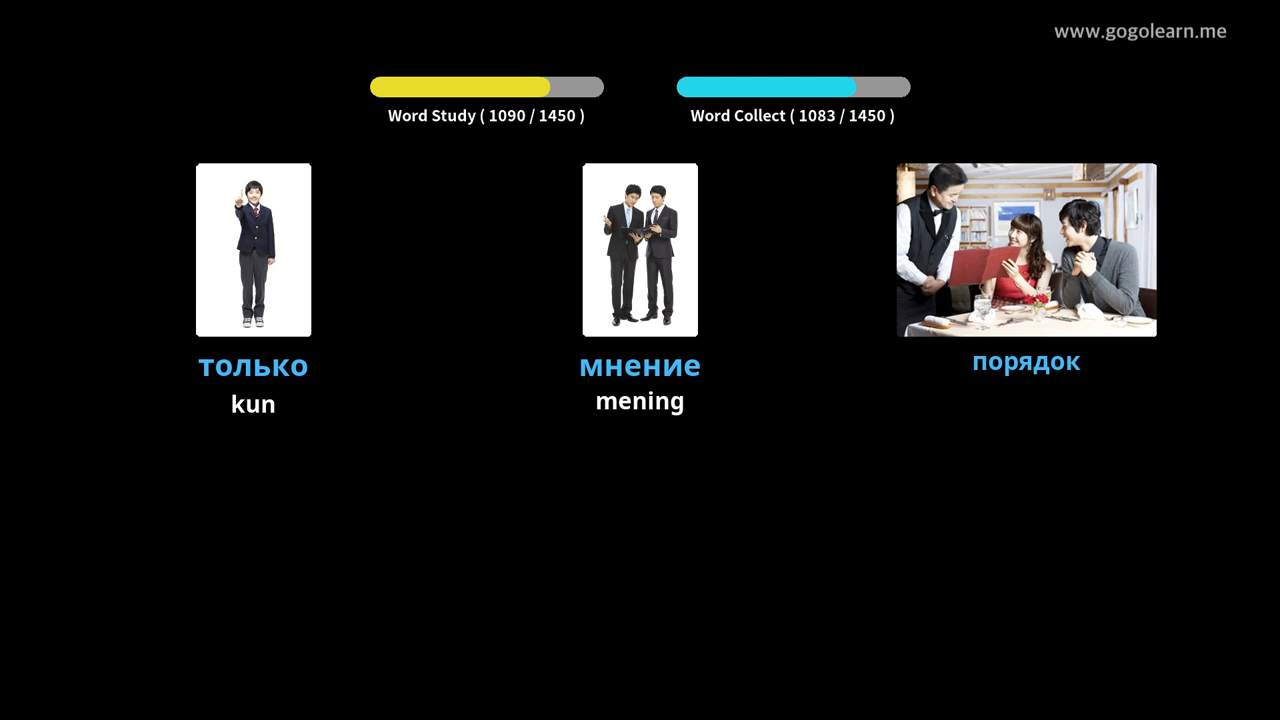 www.gogolearn.me
Word Study ( 1090 / 1450 )
Word Collect ( 1083 / 1450 )
только
мнение
порядок
kun
mening